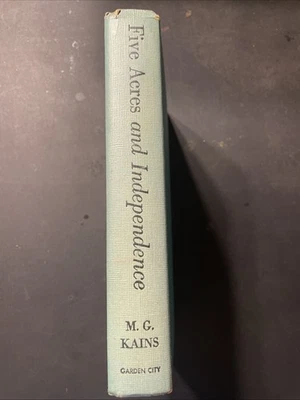 Five Acres and Independence
M. G.
KAINS
GARDEN CITY